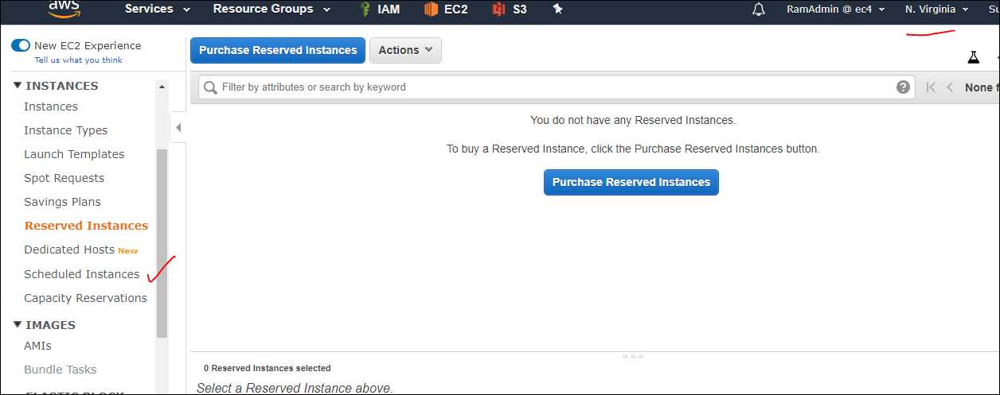 aws Services Resource Groups IAM EC2 S3 RamAdmin @ ec4 N. Virginia Su
New EC2 Experience
Tell us what you think
Purchase Reserved Instances Actions
INSTANCES
Instances
Instance Types
Launch Templates
Spot Requests
Savings Plans
Reserved Instances
Dedicated Hosts New
Scheduled Instances
Capacity Reservations
IMAGES
AMIs
Bundle Tasks
ELASTIC BLOCK
Filter by attributes or search by keyword ? None f
You do not have any Reserved Instances.
To buy a Reserved Instance, click the Purchase Reserved Instances button.
Purchase Reserved Instances
0 Reserved Instances selected
Select a Reserved Instance above.